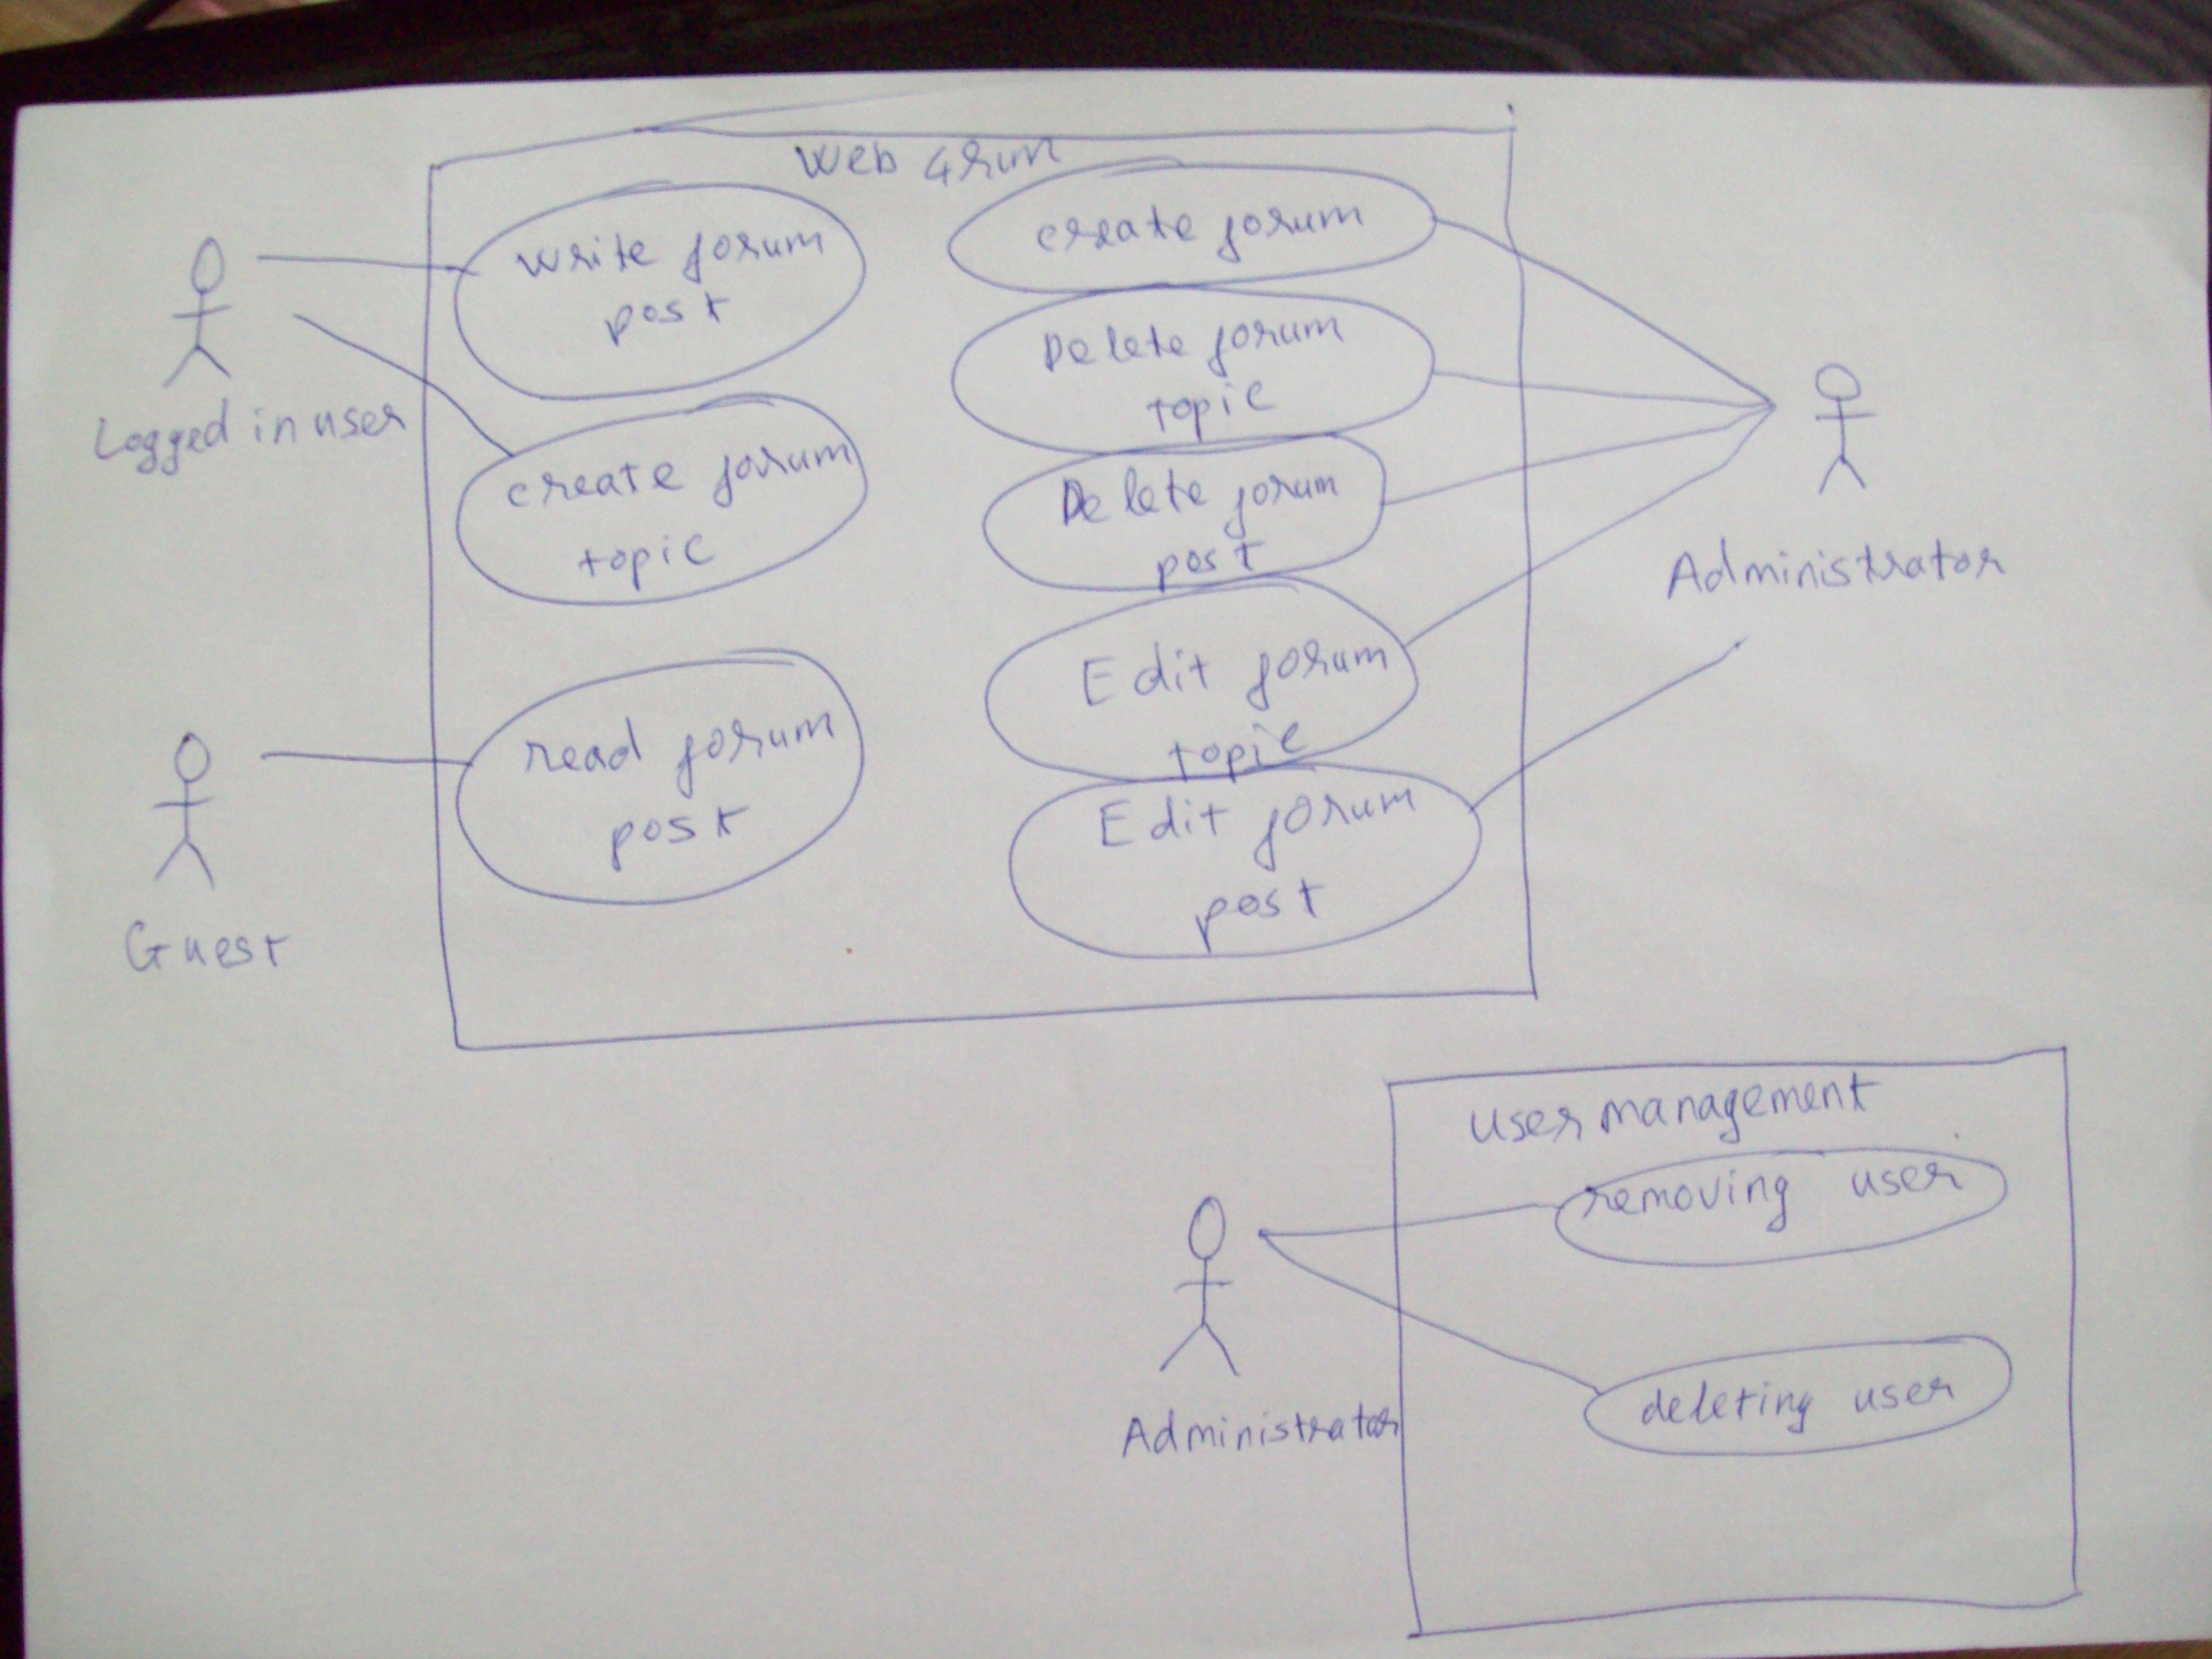 Web 4rum
write forum
post
create forum
topic
read forum
post
create forum
Delete forum
topic
Delete forum
post
Edit forum
topic
Edit forum
post
Logged in user
Guest
Administrator
user management
removing user
deleting user
Administrator